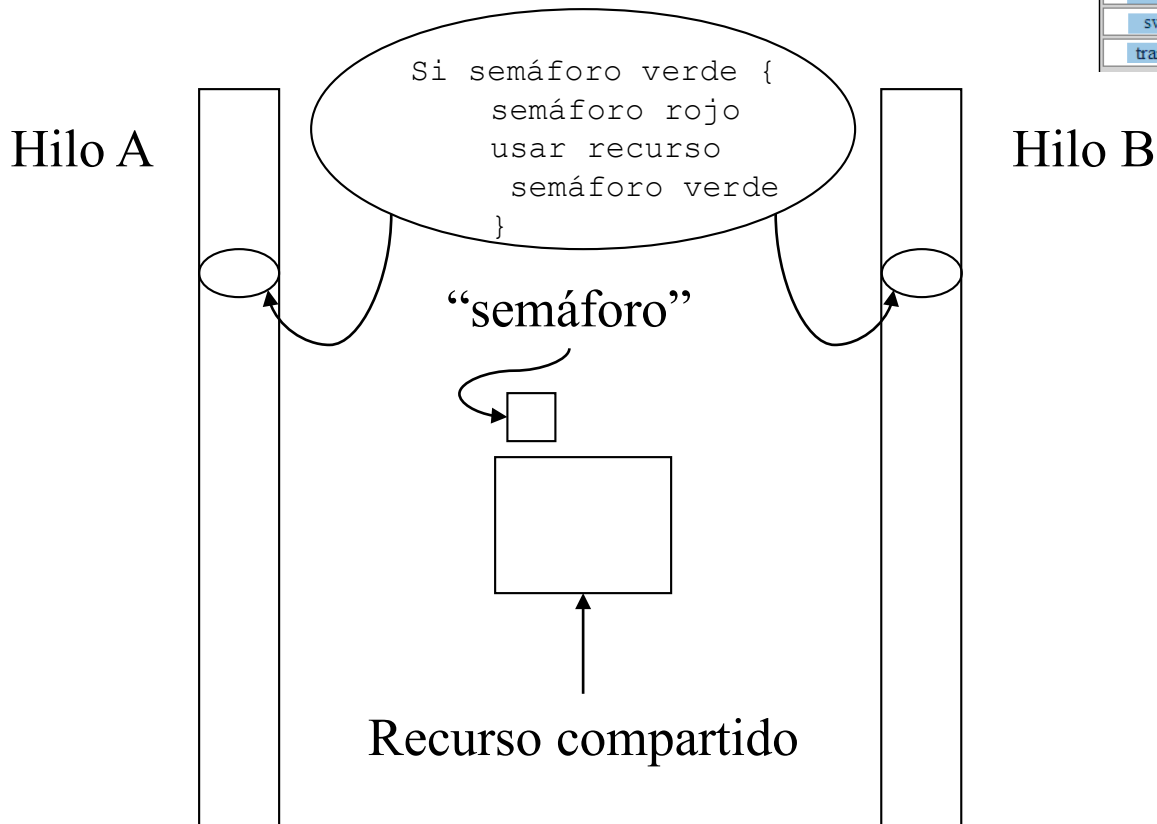 Si semáforo verde {
semáforo rojo
usar recurso
semáforo verde
}
Hilo A
Hilo B
“semáforo”
Recurso compartido